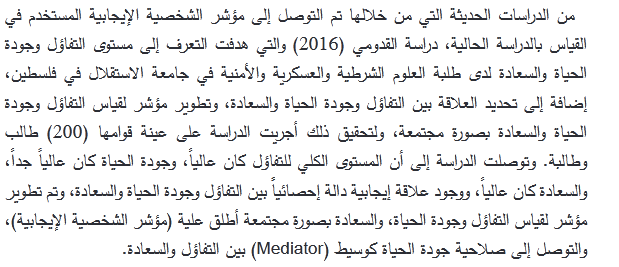 من الدراسات الحديثة التي من خلالها تم التوصل إلى مؤشر الشخصية الإيجابية المستخدم في
القياس بالدراسة الحالية، دراسة القدومي (2016) والتي هدفت التعرف إلى مستوى التفاؤل وجودة
الحياة والسعادة لدى طلبة العلوم الشرطية والعسكرية والأمنية في جامعة الاستقلال في فلسطين،
إضافة إلى تحديد العلاقة بين التفاؤل وجودة الحياة والسعادة، وتطوير مؤشر لقياس التفاؤل وجودة
الحياة والسعادة بصورة مجتمعة، ولتحقيق ذلك أجريت الدراسة على عينة قوامها (200) طالب
وطالبة. وتوصلت الدراسة إلى أن المستوى الكلي للتفاؤل كان عالياً، وجودة الحياة كان عالياً جداً،
والسعادة كان عالياً، ووجود علاقة إيجابية دالة إحصائياً بين التفاؤل وجودة الحياة والسعادة، وتم تطوير
مؤشر لقياس التفاؤل وجودة الحياة، والسعادة بصورة مجتمعة أطلق علية (مؤشر الشخصية الإيجابية)،
والتوصل إلى صلاحية جودة الحياة كوسيط (Mediator) بين التفاؤل والسعادة.